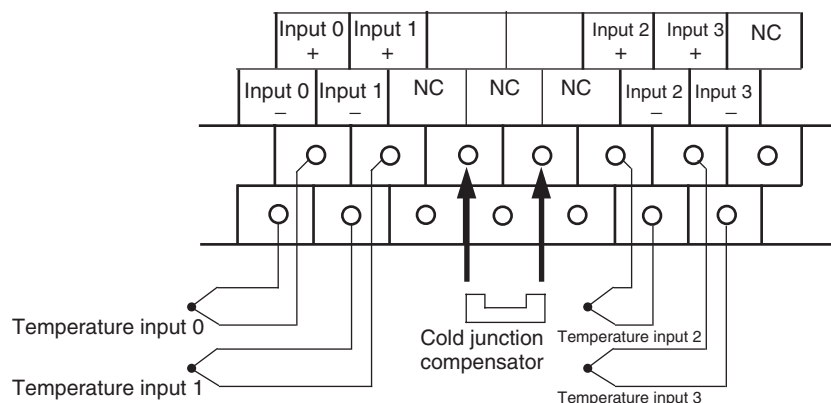 Input 0 Input 1 Input 2 Input 3 NC
+ + + +
Input 0 Input 1 NC NC NC Input 2 Input 3
– – – –
Temperature input 0
Cold junction
compensator
Temperature input 2
Temperature input 1
Temperature input 3